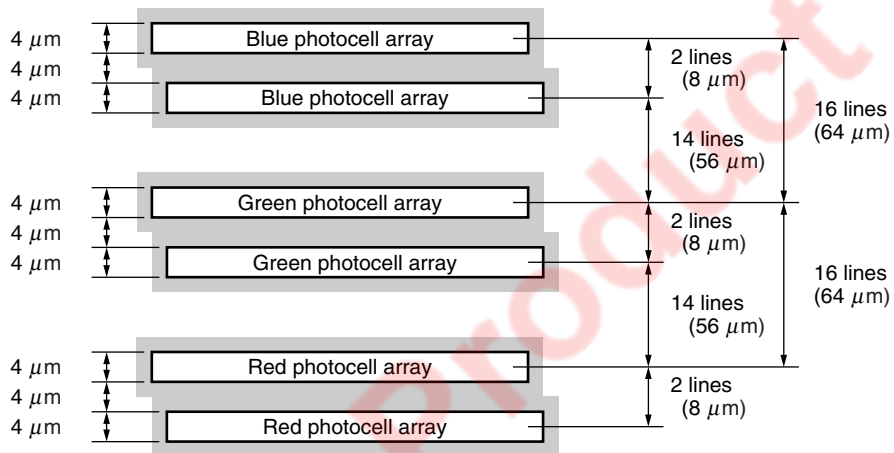 4 μm
Blue photocell array
4 μm
4 μm
Blue photocell array
2 lines
(8 μm)
14 lines
(56 μm)
16 lines
(64 μm)
4 μm
Green photocell array
4 μm
4 μm
Green photocell array
2 lines
(8 μm)
14 lines
(56 μm)
16 lines
(64 μm)
4 μm
Red photocell array
4 μm
4 μm
Red photocell array
2 lines
(8 μm)
Product